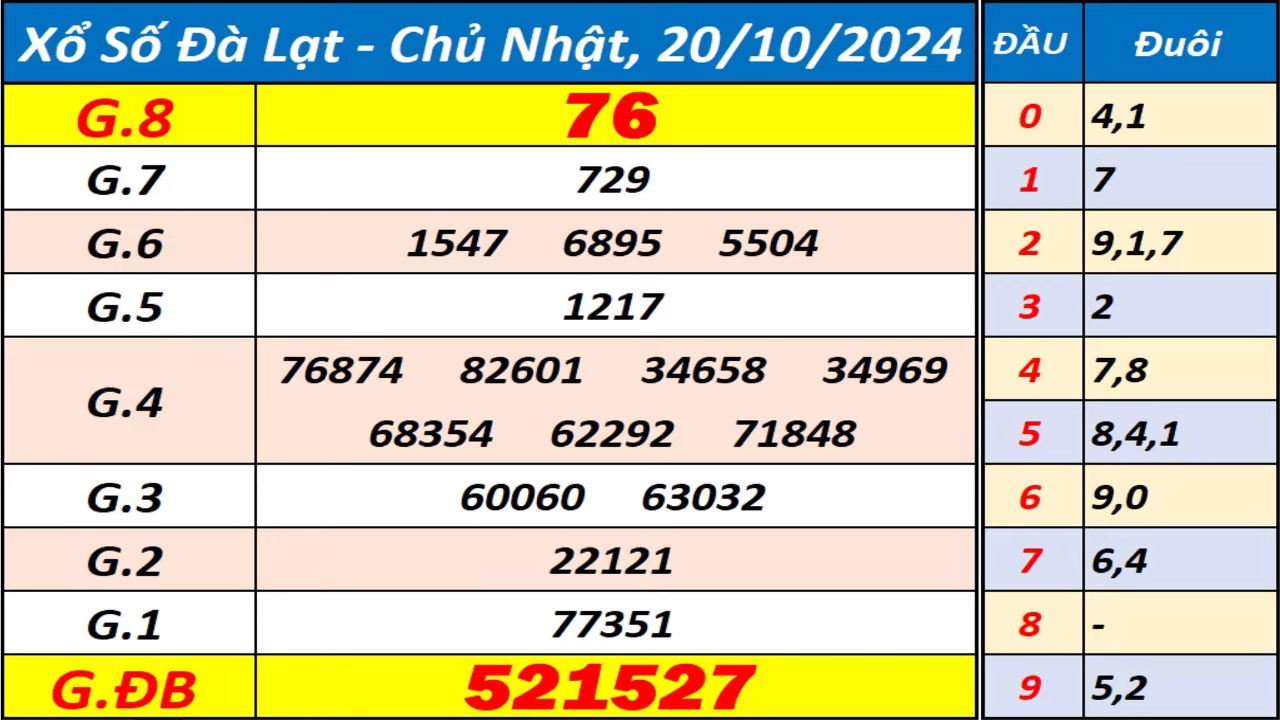 Xổ Số Đà Lạt - Chủ Nhật, 20/10/2024
G.8 76
G.7 729
G.6 1547 6895 5504
G.5 1217
G.4 76874 82601 34658 34969
68354 62292 71848
G.3 60060 63032
G.2 22121
G.1 77351
G.ĐB 521527
ĐẦU Đuôi
0 4,1
1 7
2 9,1,7
3 2
4 7,8
5 8,4,1
6 9,0
7 6,4
8 -
9 5,2